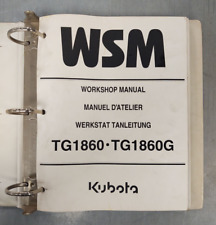 WSM
WORKSHOP MANUAL
MANUEL D'ATELIER
WERKSTAT TANLEITUNG
TG1860・TG1860G
Kubota